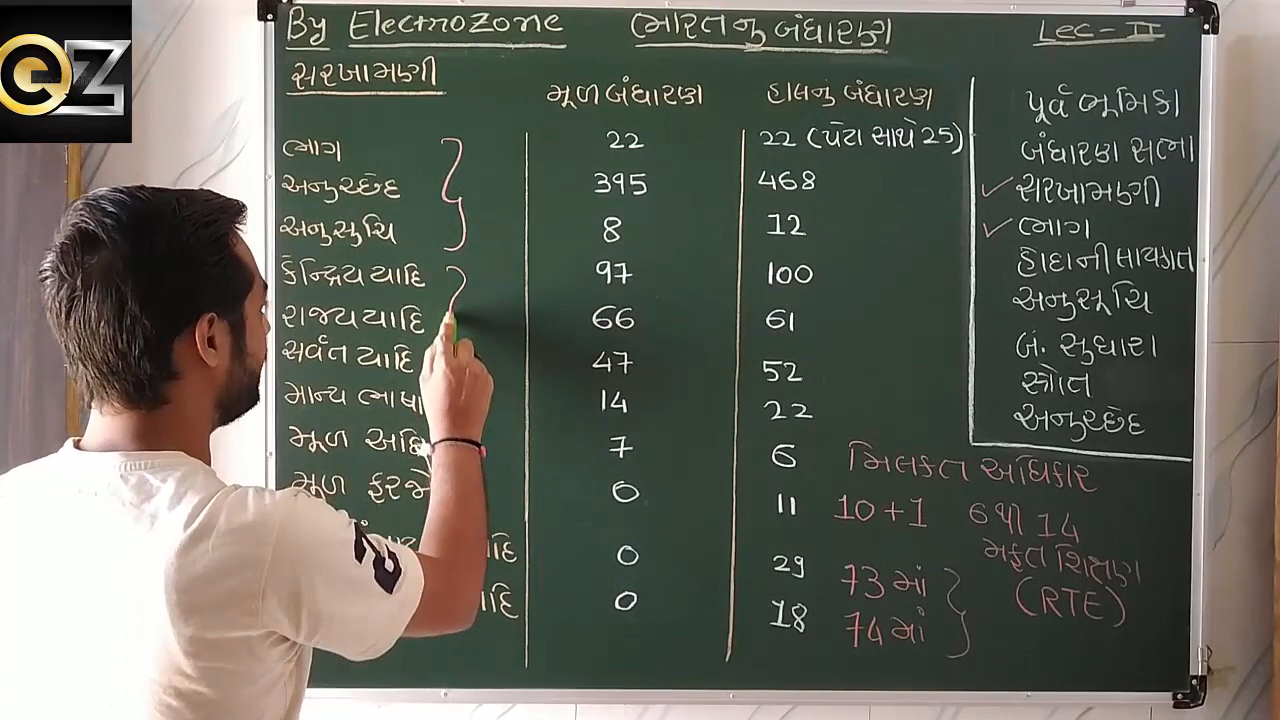 eZ
By ElectroZone ભારતનુ બંધારણ Lec-II
સરખામણી મૂળ બંધારણ હાલનુ બંધારણ
ભાગ 22 22 (પેટા સાથે 25)
અનુચ્છેદ 395 468
અનુસુચિ 8 12
કેન્દ્રિય યાદિ 97 100
રાજ્ય યાદિ 66 61
સર્વત યાદિ 47 52
માન્ય ભાષા 14 22
મૂળ અધિ 7 6 મિલકત અધિકાર
મૂળ ફરજો 0 11 10+1 6 થી 14
મફત શિક્ષણ
(RTE)
યાદિ 0 29 73 માં
યાદિ 0 18 74 માં
પૂર્વ ભૂમિકા
બંધારણ સભા
✓ સરખામણી
✓ ભાગ
હોદાની લાયકાત
અનુસૂચિ
બં. સુધારા
સ્ત્રોત
અનુચ્છેદ